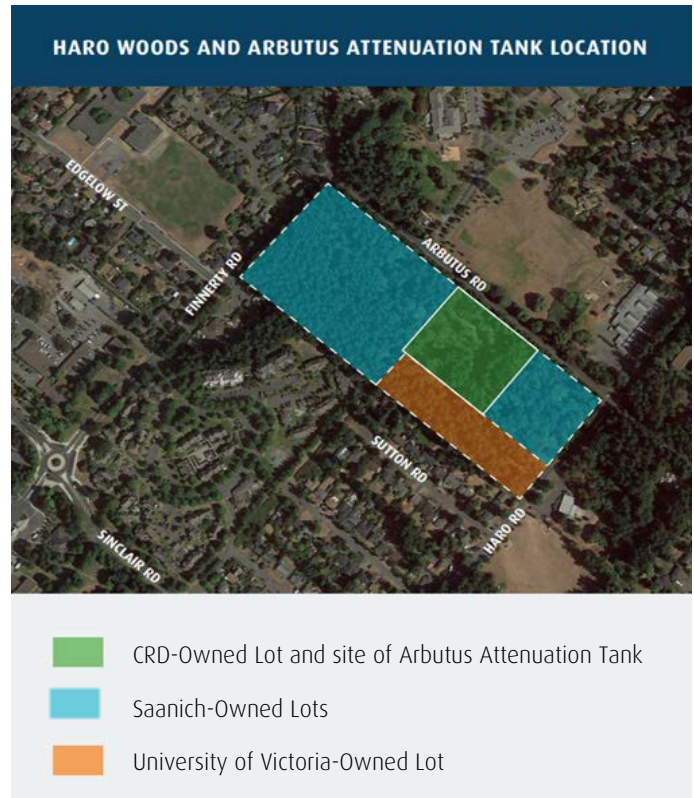 HARO WOODS AND ARBUTUS ATTENUATION TANK LOCATION
EDGELOW ST
FINNERTY RD
ARBUTUS RD
SUTTON RD
HARO RD
SINCLAIR RD
CRD-Owned Lot and site of Arbutus Attenuation Tank
Saanich-Owned Lots
University of Victoria-Owned Lot